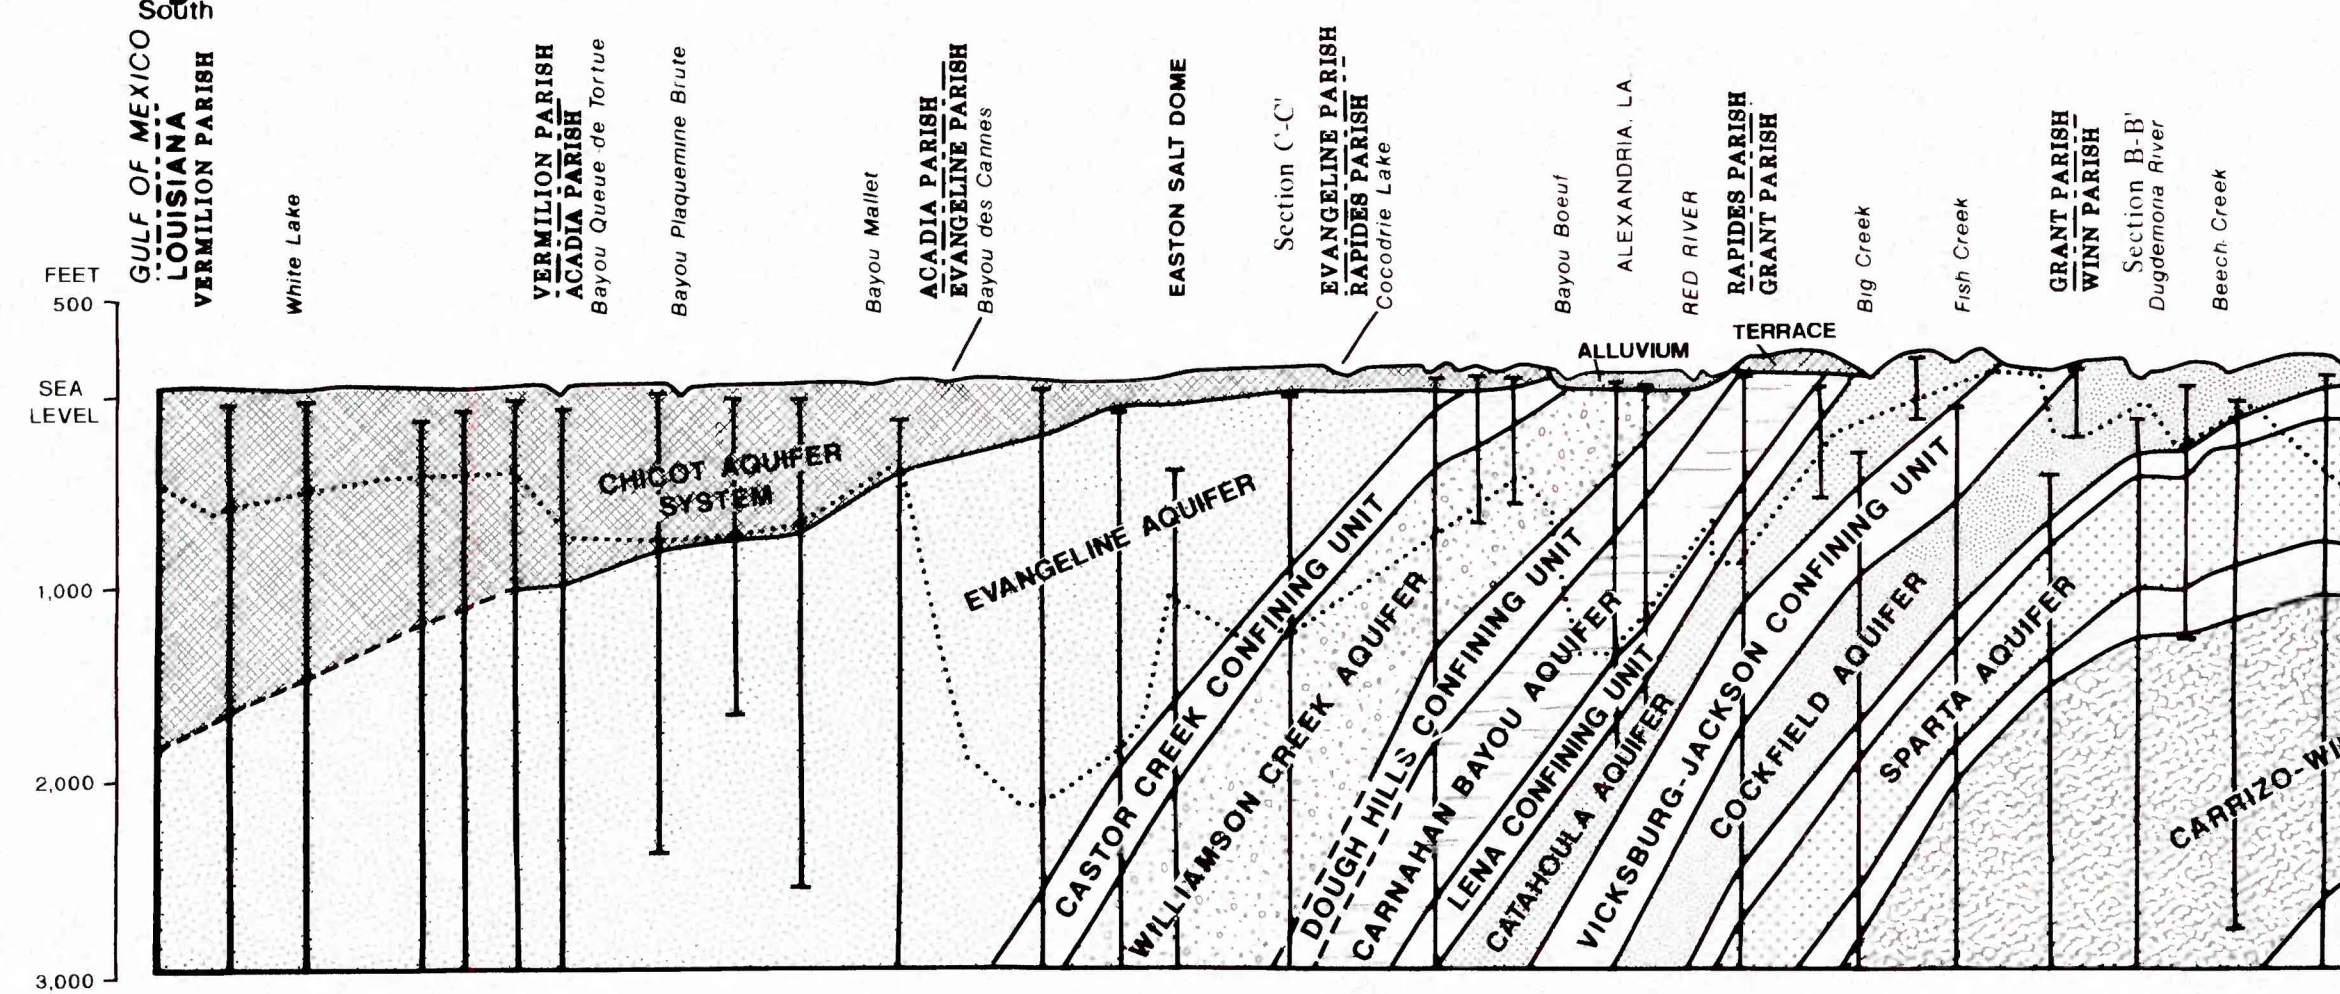 South
GULF OF MEXICO
LOUISIANA
VERMILION PARISH
White Lake
VERMILION PARISH
ACADIA PARISH
Bayou Queue de Tortue
Bayou Plaquemine Brute
Bayou Mallet
ACADIA PARISH
EVANGELINE PARISH
Bayou des Cannes
EASTON SALT DOME
Section C-C'
EVANGELINE PARISH
RAPIDES PARISH
Cocodrie Lake
Bayou Boeuf
ALEXANDRIA, LA.
RED RIVER
RAPIDES PARISH
GRANT PARISH
Big Creek
Fish Creek
GRANT PARISH
WINN PARISH
Section B-B'
Dugdemona River
Beech Creek
FEET
500
SEA
LEVEL
1,000
2,000
3,000
ALLUVIUM
TERRACE
CHICOT AQUIFER
SYSTEM
EVANGELINE AQUIFER
CASTOR CREEK CONFINING UNIT
WILLIAMSON CREEK AQUIFER
DOUGH HILLS CONFINING UNIT
CARNAHAN BAYOU AQUIFER
LENA CONFINING UNIT
CATAHOULA AQUIFER
VICKSBURG-JACKSON CONFINING UNIT
COCKFIELD AQUIFER
SPARTA AQUIFER
CARRIZO-WI